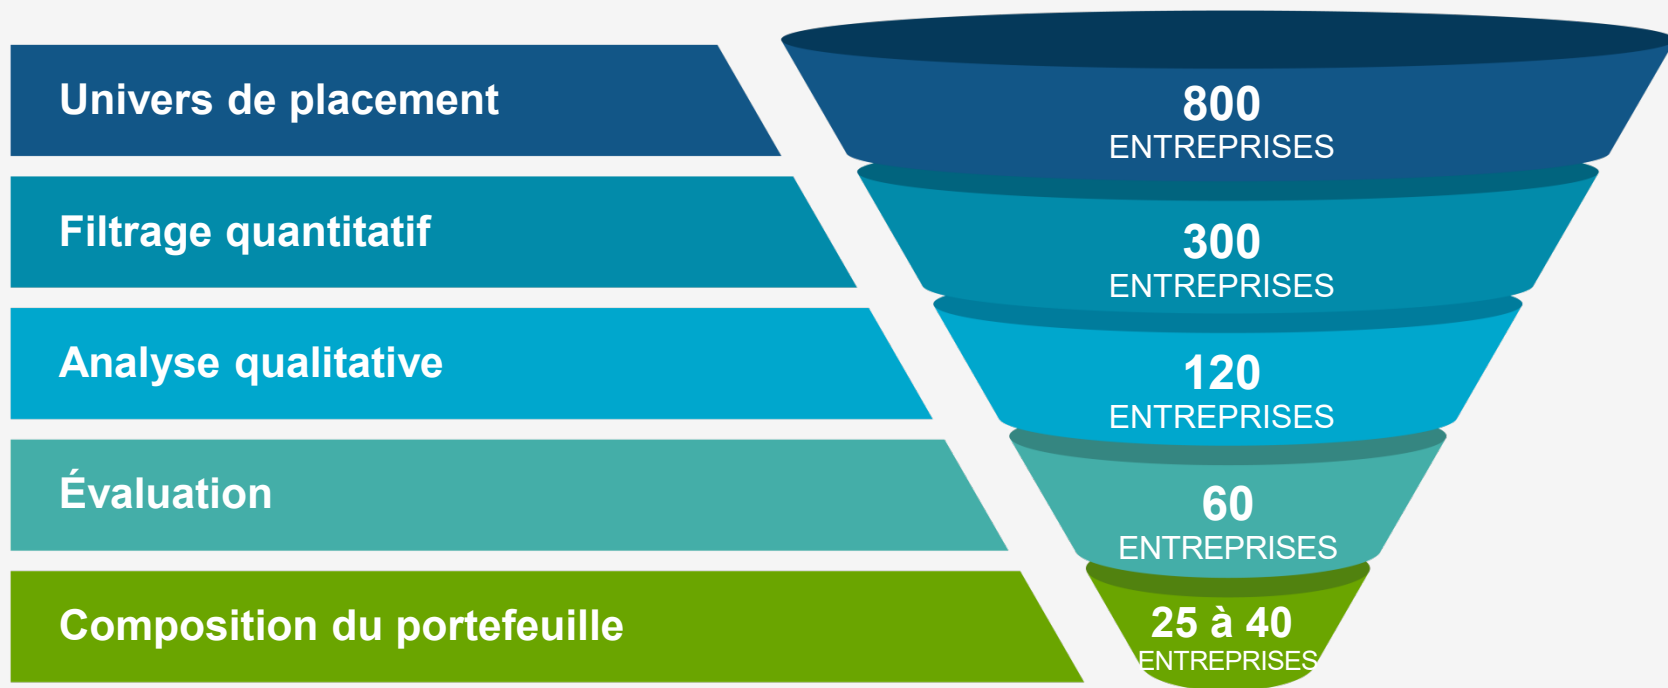 Univers de placement
800
ENTREPRISES
Filtrage quantitatif
300
ENTREPRISES
Analyse qualitative
120
ENTREPRISES
Évaluation
60
ENTREPRISES
Composition du portefeuille
25 à 40
ENTREPRISES